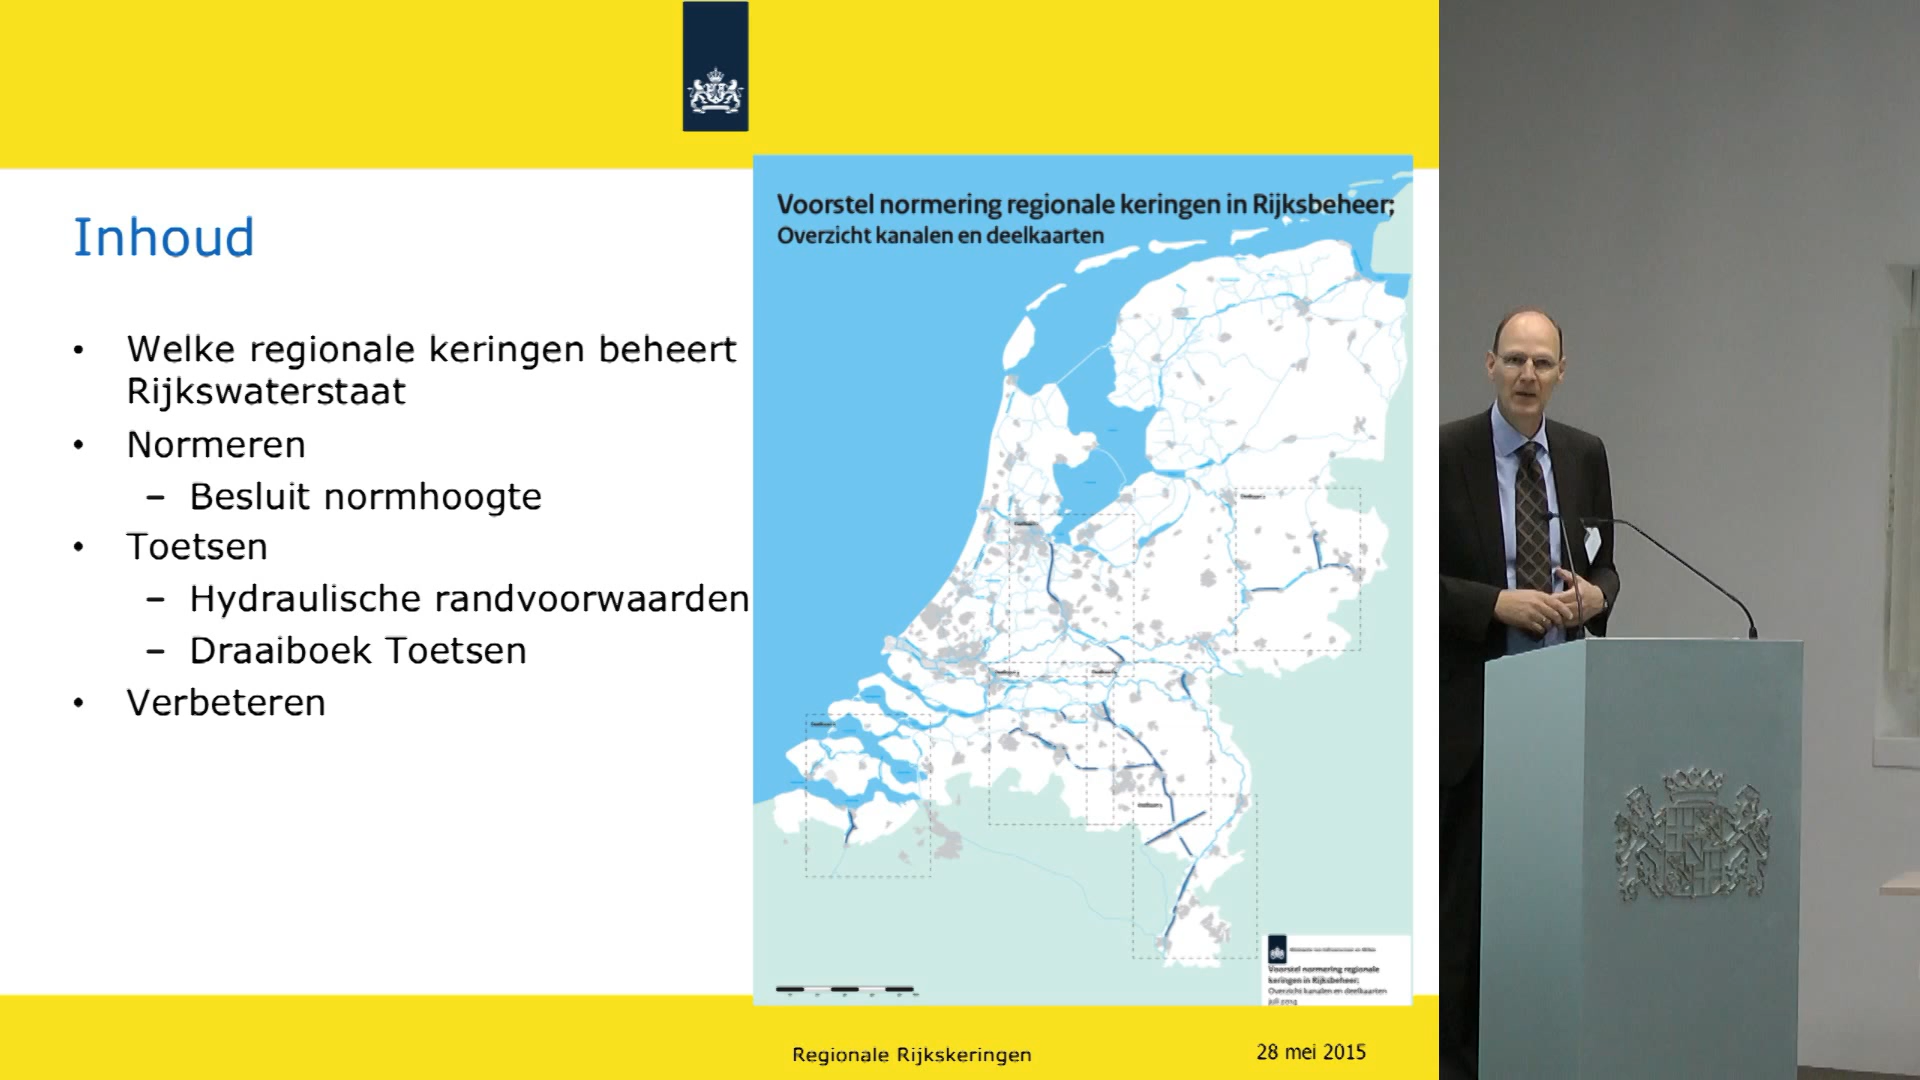 Inhoud
• Welke regionale keringen beheert
Rijkswaterstaat
• Normeren
– Besluit normhoogte
• Toetsen
– Hydraulische randvoorwaarden
– Draaiboek Toetsen
• Verbeteren
Voorstel normering regionale keringen in Rijksbeheer;
Overzicht kanalen en deelkaarten
Voorstel normering regionale
keringen in Rijksbeheer;
Overzicht kanalen en deelkaarten
juli 2014
Regionale Rijkskeringen
28 mei 2015